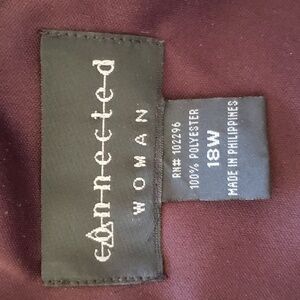 connected
WOMAN
RN# 102296
100% POLYESTER
18W
MADE IN PHILIPPINES